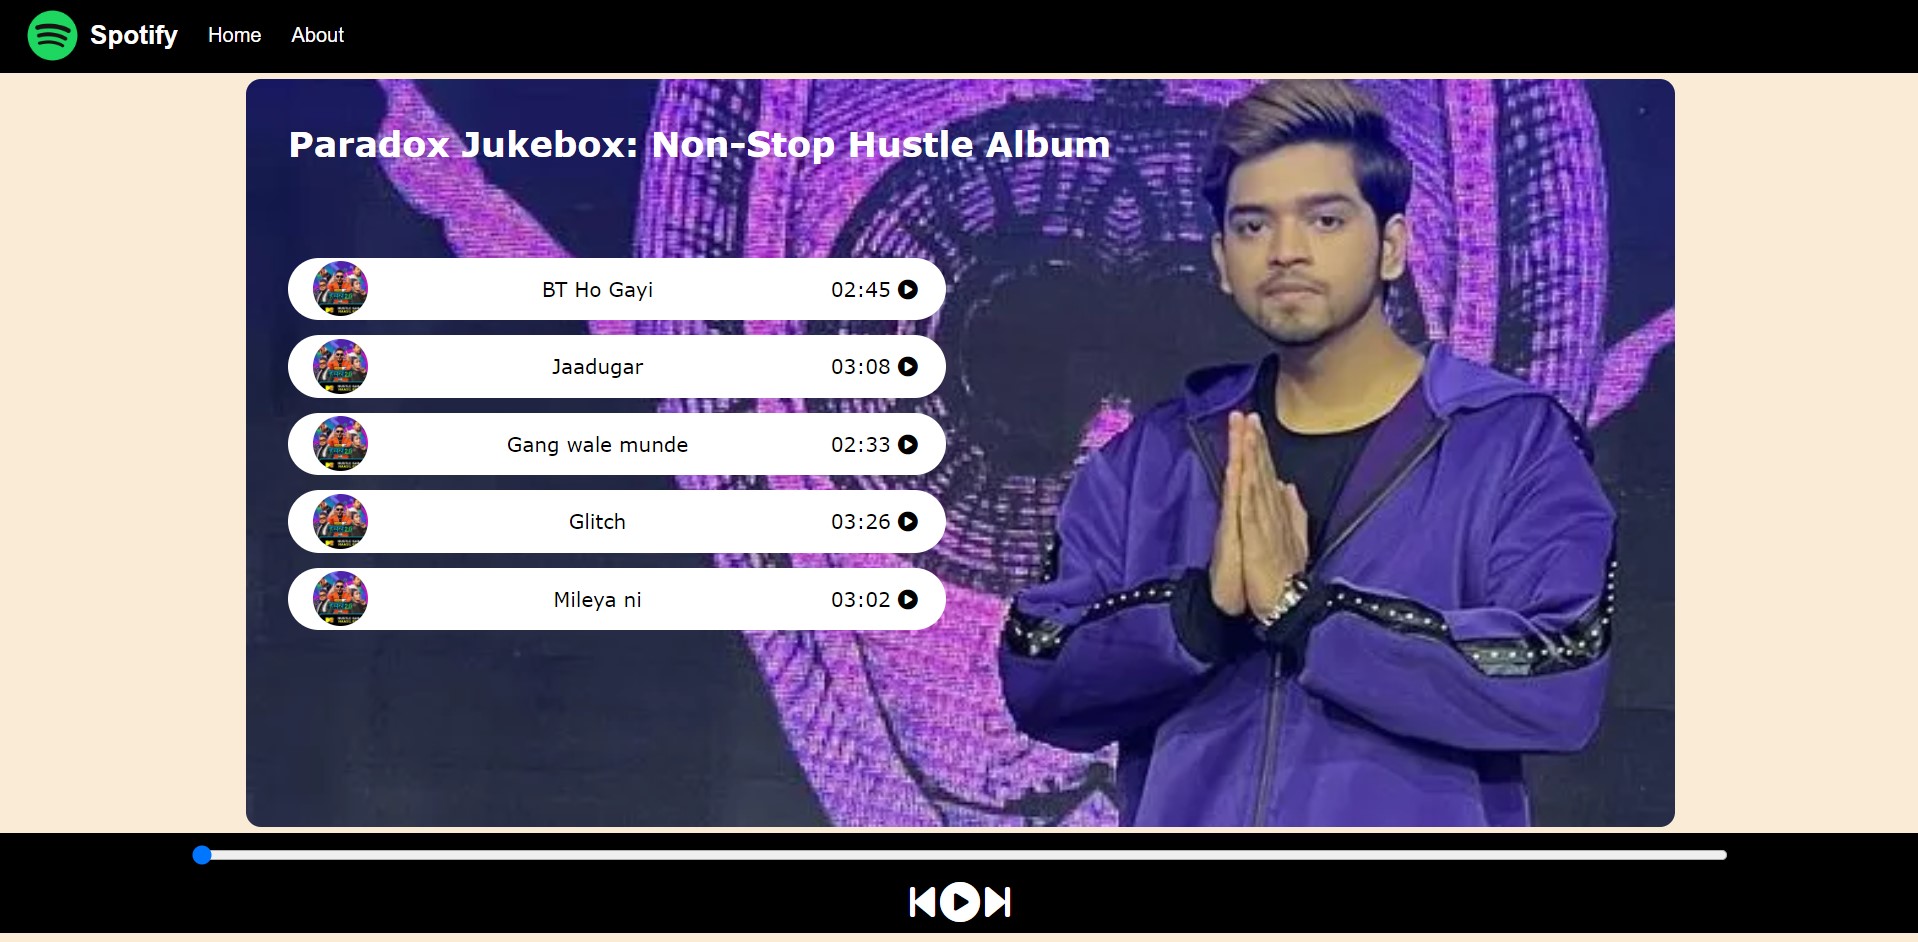 Spotify Home About
Paradox Jukebox: Non-Stop Hustle Album
BT Ho Gayi 02:45
Jaadugar 03:08
Gang wale munde 02:33
Glitch 03:26
Mileya ni 03:02